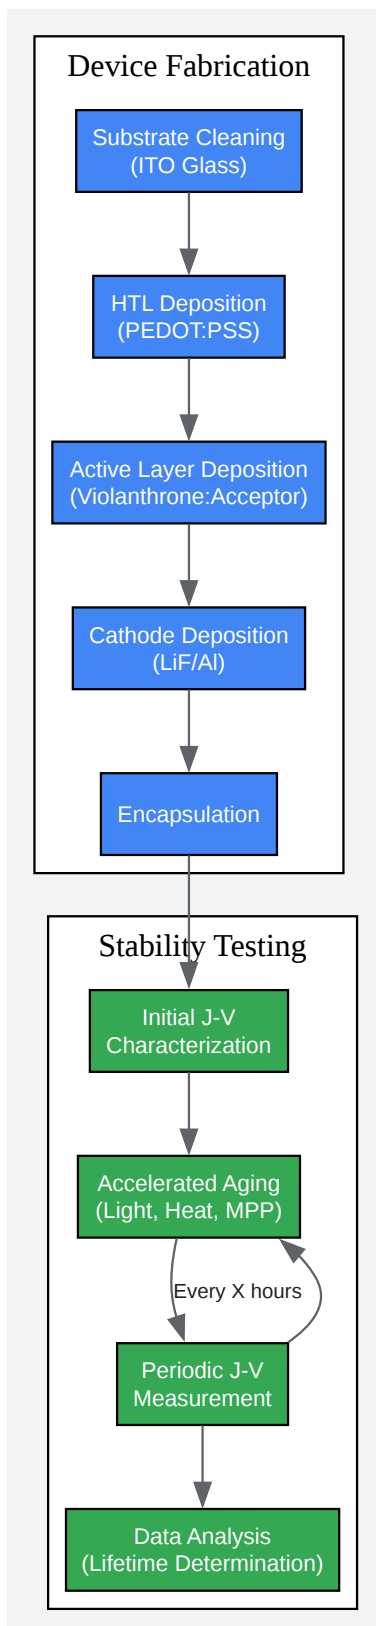 Device Fabrication
Substrate Cleaning
(ITO Glass)
HTL Deposition
(PEDOT:PSS)
Active Layer Deposition
(Violanthrone:Acceptor)
Cathode Deposition
(LiF/Al)
Encapsulation
Stability Testing
Initial J-V
Characterization
Accelerated Aging
(Light, Heat, MPP)
Every X hours
Periodic J-V
Measurement
Data Analysis
(Lifetime Determination)